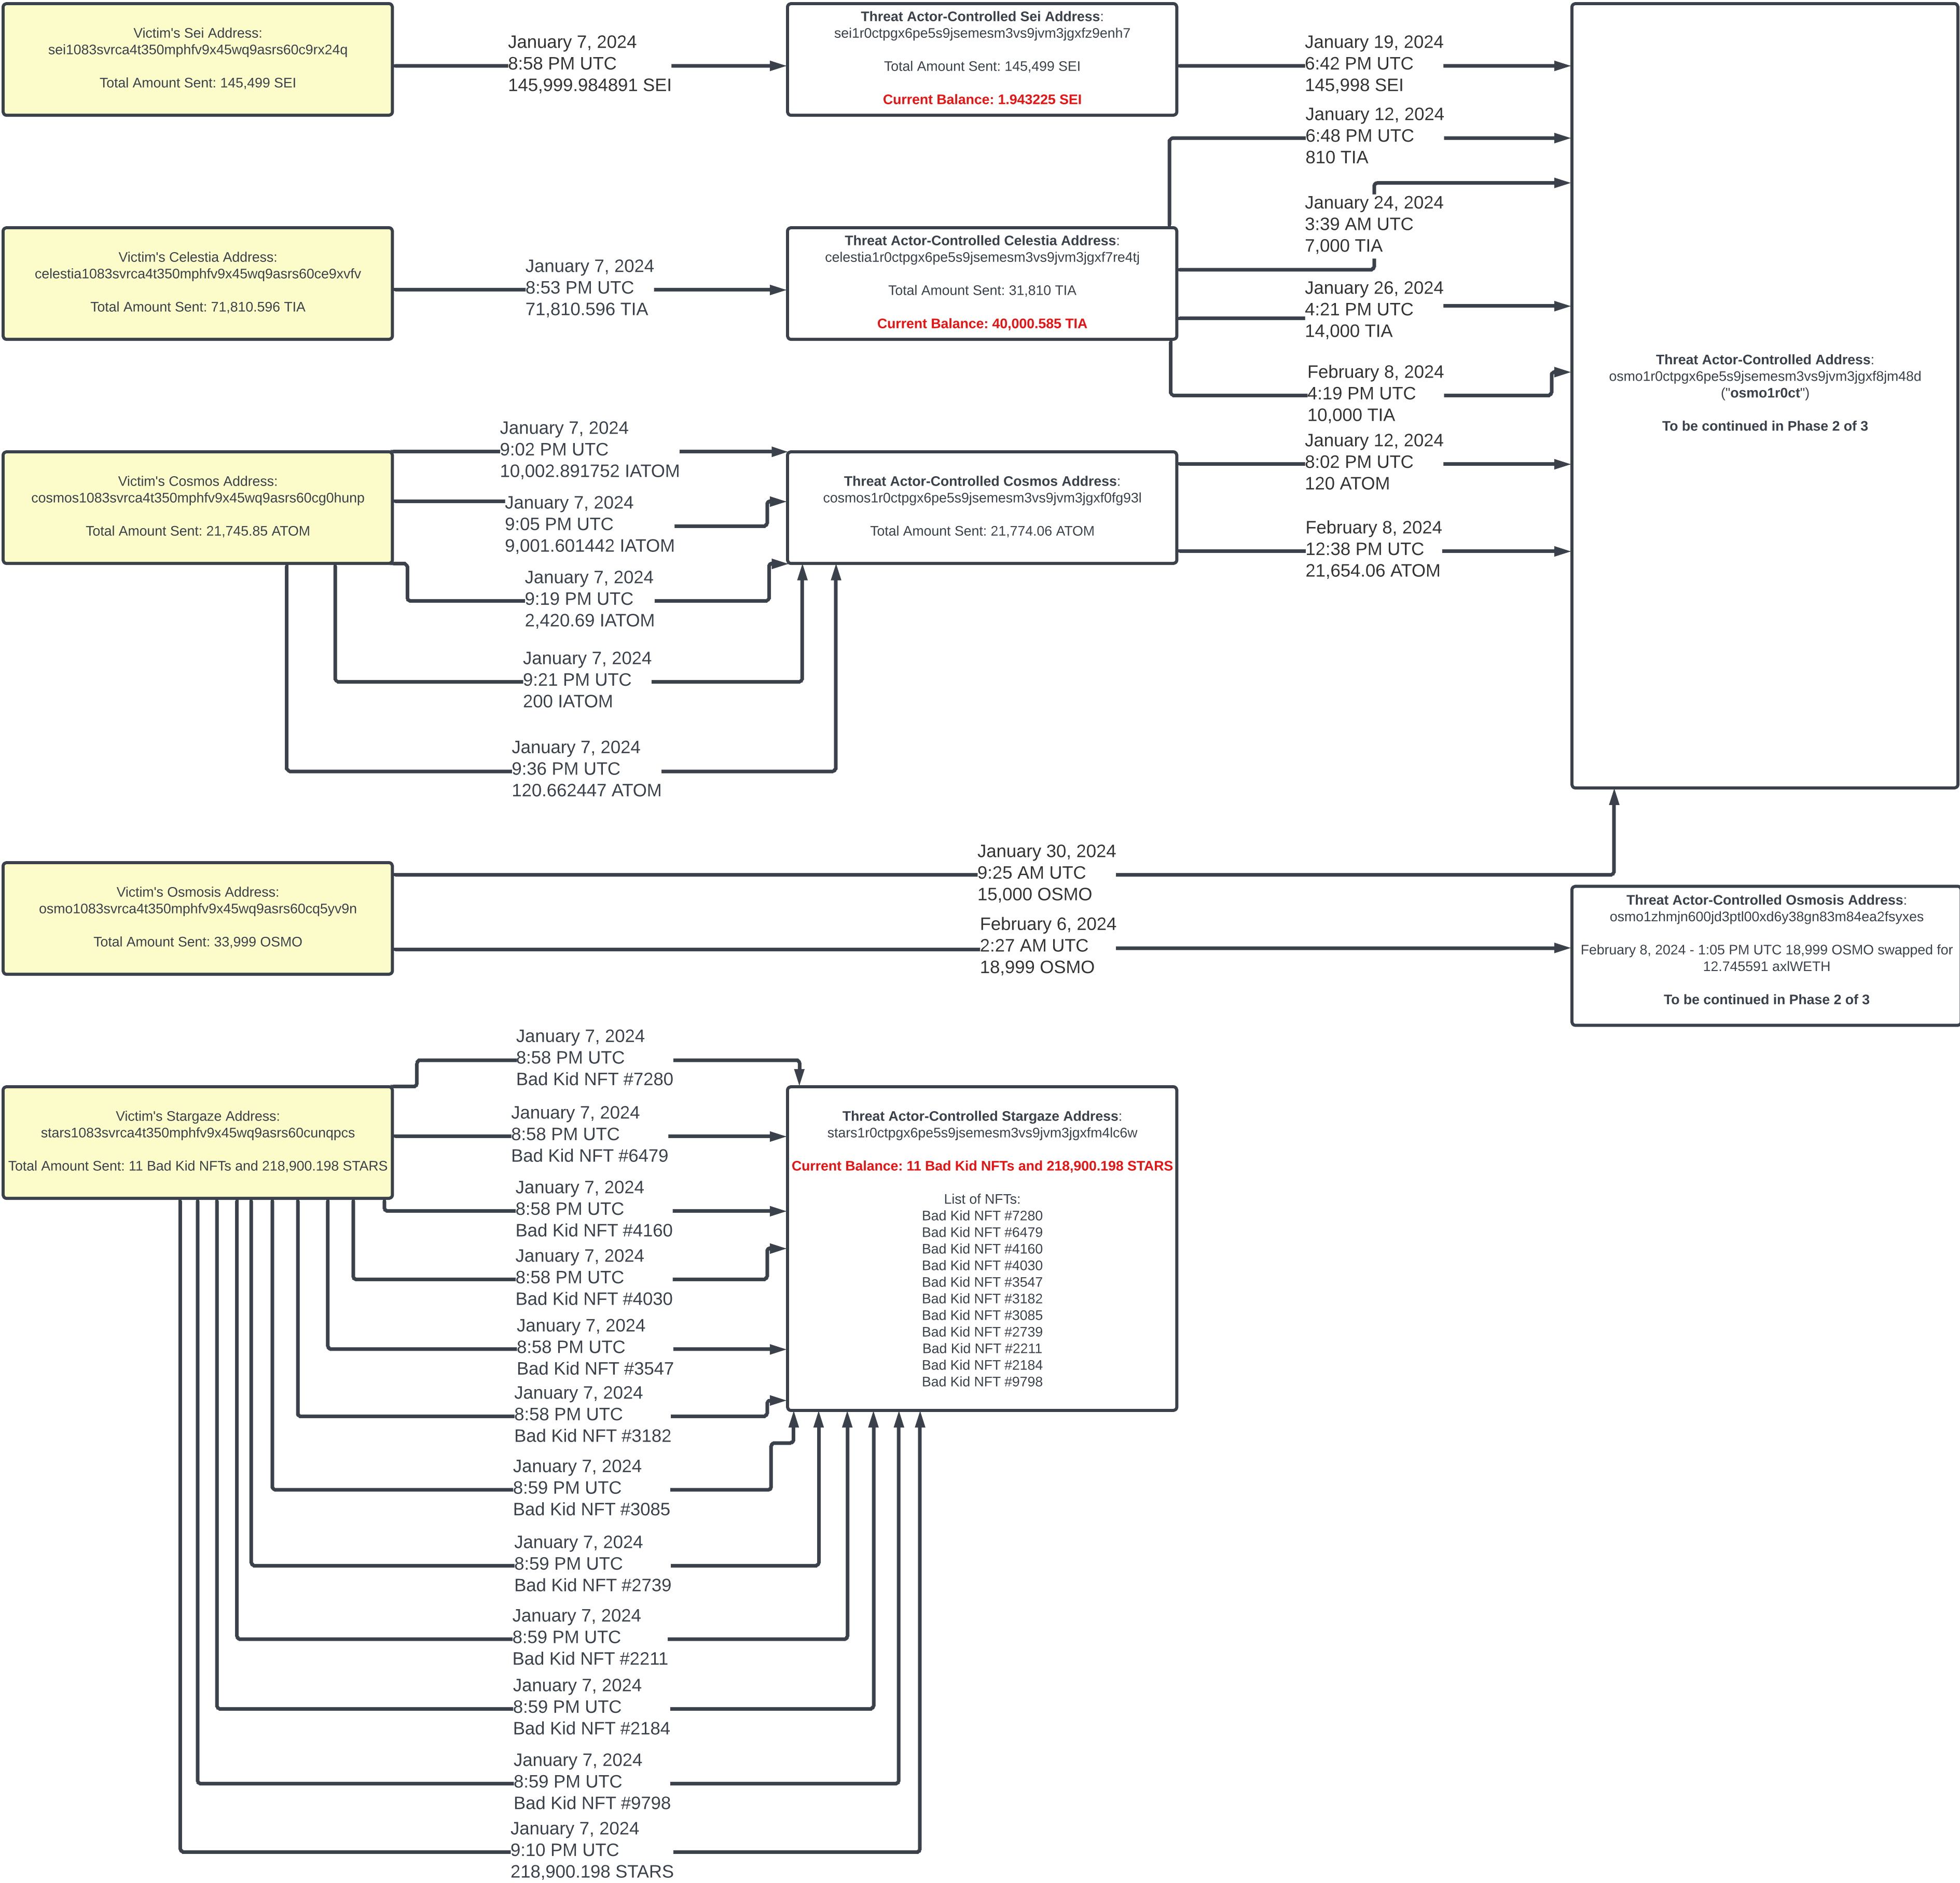 Victim's Sei Address:
sei1083svrca4t350mphfv9x45wq9asrs60c9rx24q
Total Amount Sent: 145,499 SEI
January 7, 2024
8:58 PM UTC
145,999.984891 SEI
Threat Actor-Controlled Sei Address:
sei1r0ctpgx6pe5s9jsemesm3vs9jvm3jgxfz9enh7
Total Amount Sent: 145,499 SEI
Current Balance: 1.943225 SEI
January 19, 2024
6:42 PM UTC
145,998 SEI
January 12, 2024
6:48 PM UTC
810 TIA
January 24, 2024
3:39 AM UTC
7,000 TIA
Victim's Celestia Address:
celestia1083svrca4t350mphfv9x45wq9asrs60ce9xvfv
Total Amount Sent: 71,810.596 TIA
January 7, 2024
8:53 PM UTC
71,810.596 TIA
Threat Actor-Controlled Celestia Address:
celestia1r0ctpgx6pe5s9jsemesm3vs9jvm3jgxf7re4tj
Total Amount Sent: 31,810 TIA
Current Balance: 40,000.585 TIA
January 26, 2024
4:21 PM UTC
14,000 TIA
February 8, 2024
4:19 PM UTC
10,000 TIA
Threat Actor-Controlled Address:
osmo1r0ctpgx6pe5s9jsemesm3vs9jvm3jgxf8jm48d
("osmo1r0ct")
To be continued in Phase 2 of 3
Victim's Cosmos Address:
cosmos1083svrca4t350mphfv9x45wq9asrs60cg0hunp
Total Amount Sent: 21,745.85 ATOM
January 7, 2024
9:02 PM UTC
10,002.891752 IATOM
January 7, 2024
9:05 PM UTC
9,001.601442 IATOM
January 7, 2024
9:19 PM UTC
2,420.69 IATOM
January 7, 2024
9:21 PM UTC
200 IATOM
January 7, 2024
9:36 PM UTC
120.662447 ATOM
Threat Actor-Controlled Cosmos Address:
cosmos1r0ctpgx6pe5s9jsemesm3vs9jvm3jgxf0fg93l
Total Amount Sent: 21,774.06 ATOM
January 12, 2024
8:02 PM UTC
120 ATOM
February 8, 2024
12:38 PM UTC
21,654.06 ATOM
Victim's Osmosis Address:
osmo1083svrca4t350mphfv9x45wq9asrs60cq5yv9n
Total Amount Sent: 33,999 OSMO
January 30, 2024
9:25 AM UTC
15,000 OSMO
February 6, 2024
2:27 AM UTC
18,999 OSMO
Threat Actor-Controlled Osmosis Address:
osmo1zhmjn600jd3ptl00xd6y38gn83m84ea2fsyxes
February 8, 2024 - 1:05 PM UTC 18,999 OSMO swapped for
12.745591 axlWETH
To be continued in Phase 2 of 3
Victim's Stargaze Address:
stars1083svrca4t350mphfv9x45wq9asrs60cunqpcs
Total Amount Sent: 11 Bad Kid NFTs and 218,900.198 STARS
January 7, 2024
8:58 PM UTC
Bad Kid NFT #7280
January 7, 2024
8:58 PM UTC
Bad Kid NFT #6479
January 7, 2024
8:58 PM UTC
Bad Kid NFT #4160
January 7, 2024
8:58 PM UTC
Bad Kid NFT #4030
January 7, 2024
8:58 PM UTC
Bad Kid NFT #3547
January 7, 2024
8:58 PM UTC
Bad Kid NFT #3182
January 7, 2024
8:59 PM UTC
Bad Kid NFT #3085
January 7, 2024
8:59 PM UTC
Bad Kid NFT #2739
January 7, 2024
8:59 PM UTC
Bad Kid NFT #2211
January 7, 2024
8:59 PM UTC
Bad Kid NFT #2184
January 7, 2024
8:59 PM UTC
Bad Kid NFT #9798
January 7, 2024
9:10 PM UTC
218,900.198 STARS
Threat Actor-Controlled Stargaze Address:
stars1r0ctpgx6pe5s9jsemesm3vs9jvm3jgxfm4lc6w
Current Balance: 11 Bad Kid NFTs and 218,900.198 STARS
List of NFTs:
Bad Kid NFT #7280
Bad Kid NFT #6479
Bad Kid NFT #4160
Bad Kid NFT #4030
Bad Kid NFT #3547
Bad Kid NFT #3182
Bad Kid NFT #3085
Bad Kid NFT #2739
Bad Kid NFT #2211
Bad Kid NFT #2184
Bad Kid NFT #9798